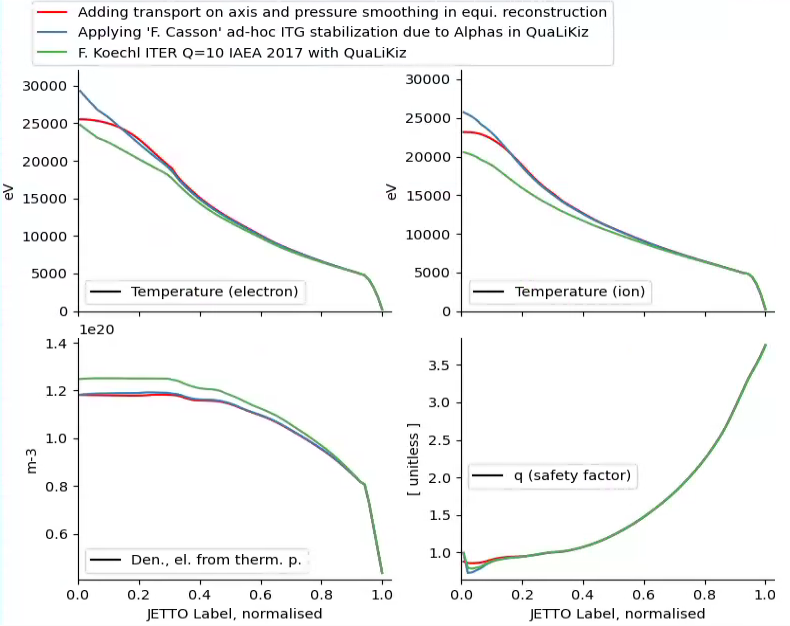 Adding transport on axis and pressure smoothing in equi. reconstruction
Applying 'F. Casson' ad-hoc ITG stabilization due to Alphas in QuaLiKiz
F. Koechl ITER Q=10 IAEA 2017 with QuaLiKiz
30000
25000
20000
15000
10000
5000
0
eV
Temperature (electron)
30000
25000
20000
15000
10000
5000
0
eV
Temperature (ion)
1e20
1.4
1.2
1.0
0.8
0.6
m-3
Den., el. from therm. p.
0.0 0.2 0.4 0.6 0.8 1.0
JETTO Label, normalised
3.5
3.0
2.5
2.0
1.5
1.0
[ unitless ]
q (safety factor)
0.0 0.2 0.4 0.6 0.8 1.0
JETTO Label, normalised